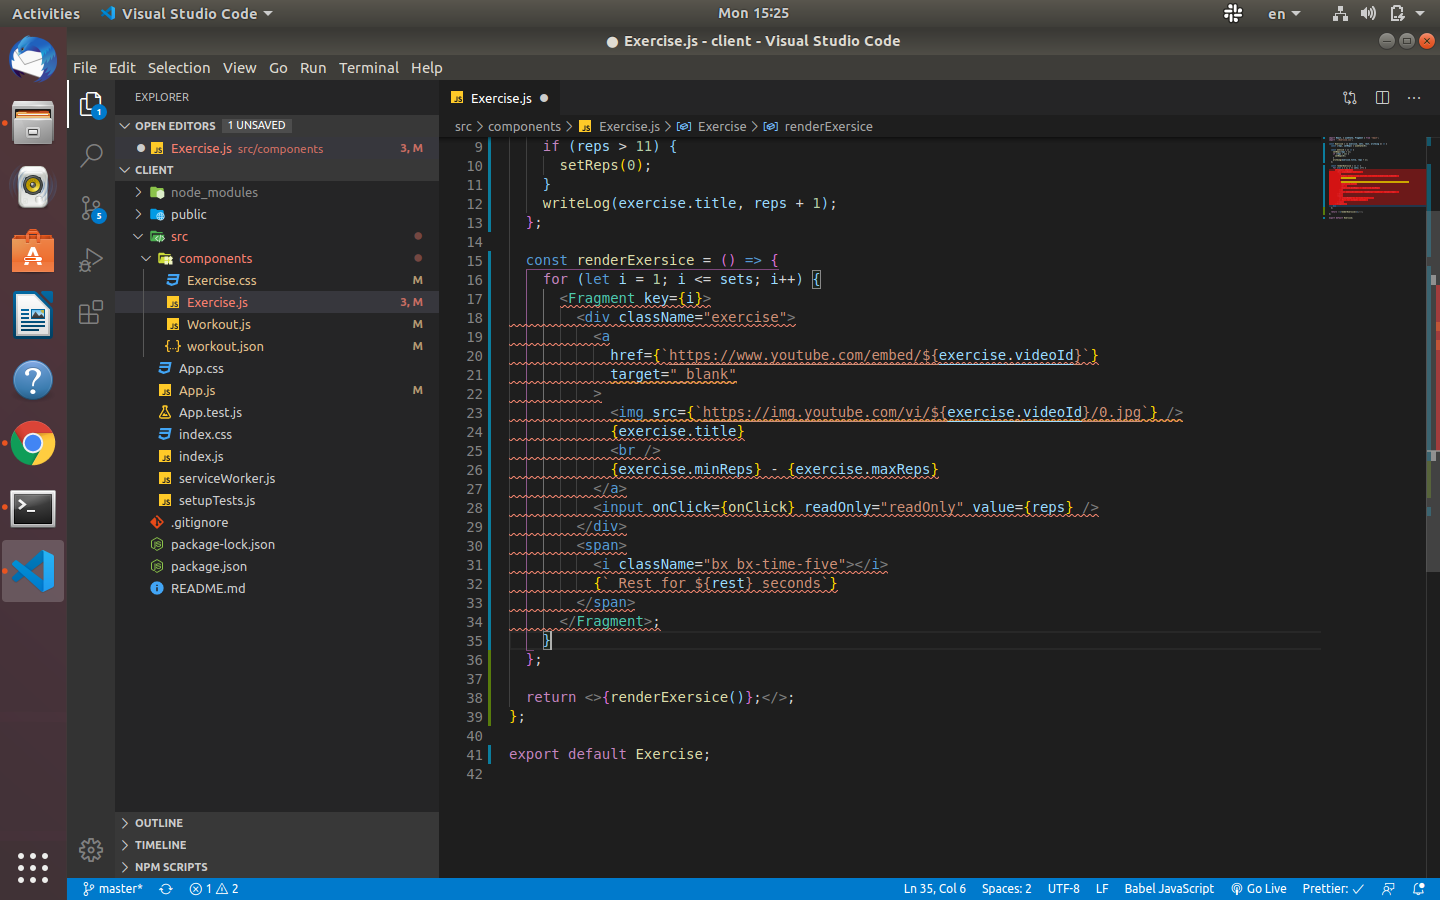 Activities
Visual Studio Code
Mon 15:25
en
● Exercise.js - client - Visual Studio Code
File Edit Selection View Go Run Terminal Help
EXPLORER
OPEN EDITORS 1 UNSAVED
Exercise.js src/components 3, M
CLIENT
node_modules
public
src
components
Exercise.css M
Exercise.js 3, M
Workout.js M
workout.json M
App.css
App.js M
App.test.js
index.css
index.js
serviceWorker.js
setupTests.js
.gitignore
package-lock.json
package.json
README.md
OUTLINE
TIMELINE
NPM SCRIPTS
1
5
Exercise.js ●
src > components > Exercise.js > Exercise > renderExersice
9 if (reps > 11) {
10 setReps(0);
11 }
12 writeLog(exercise.title, reps + 1);
13 };
14
15 const renderExersice = () => {
16 for (let i = 1; i <= sets; i++) {
17 <Fragment key={i}>
18 <div className="exercise">
19 <a
20 href={`https://www.youtube.com/embed/${exercise.videoId}`}
21 target="_blank"
22 >
23 <img src={`https://img.youtube.com/vi/${exercise.videoId}/0.jpg`} />
24 {exercise.title}
25 <br />
26 {exercise.minReps} - {exercise.maxReps}
27 </a>
28 <input onClick={onClick} readOnly="readOnly" value={reps} />
29 </div>
30 <span>
31 <i className="bx bx-time-five"></i>
32 {` Rest for ${rest} seconds`}
33 </span>
34 </Fragment>;
35 }
36 };
37
38 return <>{renderExersice()};</>;
39 };
40
41 export default Exercise;
42
master* 1 2 Ln 35, Col 6 Spaces: 2 UTF-8 LF Babel JavaScript Go Live Prettier: ✓